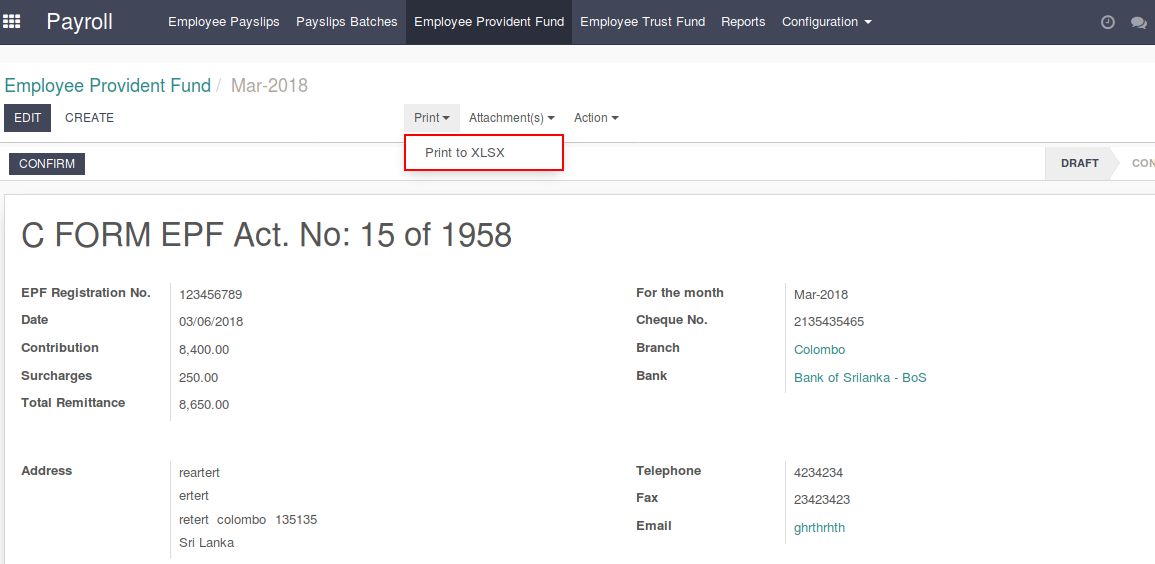 Payroll Employee Payslips Payslips Batches Employee Provident Fund Employee Trust Fund Reports Configuration
Employee Provident Fund / Mar-2018
EDIT CREATE Print Attachment(s) Action
Print to XLSX
CONFIRM DRAFT CON
C FORM EPF Act. No: 15 of 1958
EPF Registration No. 123456789 For the month Mar-2018
Date 03/06/2018 Cheque No. 2135435465
Contribution 8,400.00 Branch Colombo
Surcharges 250.00 Bank Bank of Srilanka - BoS
Total Remittance 8,650.00
Address reartert Telephone 4234234
ertert Fax 23423423
retert colombo 135135 Email ghrthrhth
Sri Lanka